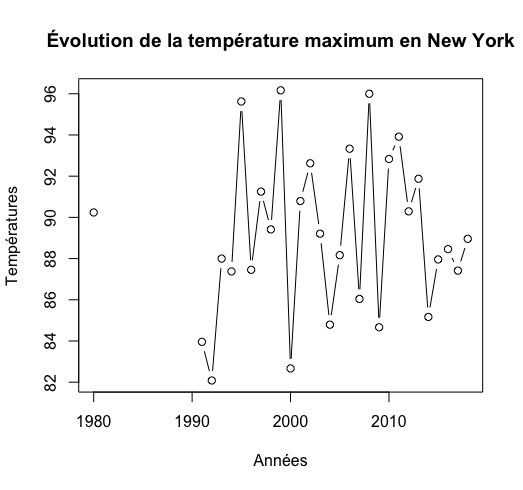 Évolution de la température maximum en New York
96
94
92
90
88
86
84
82
Températures
1980 1990 2000 2010
Années